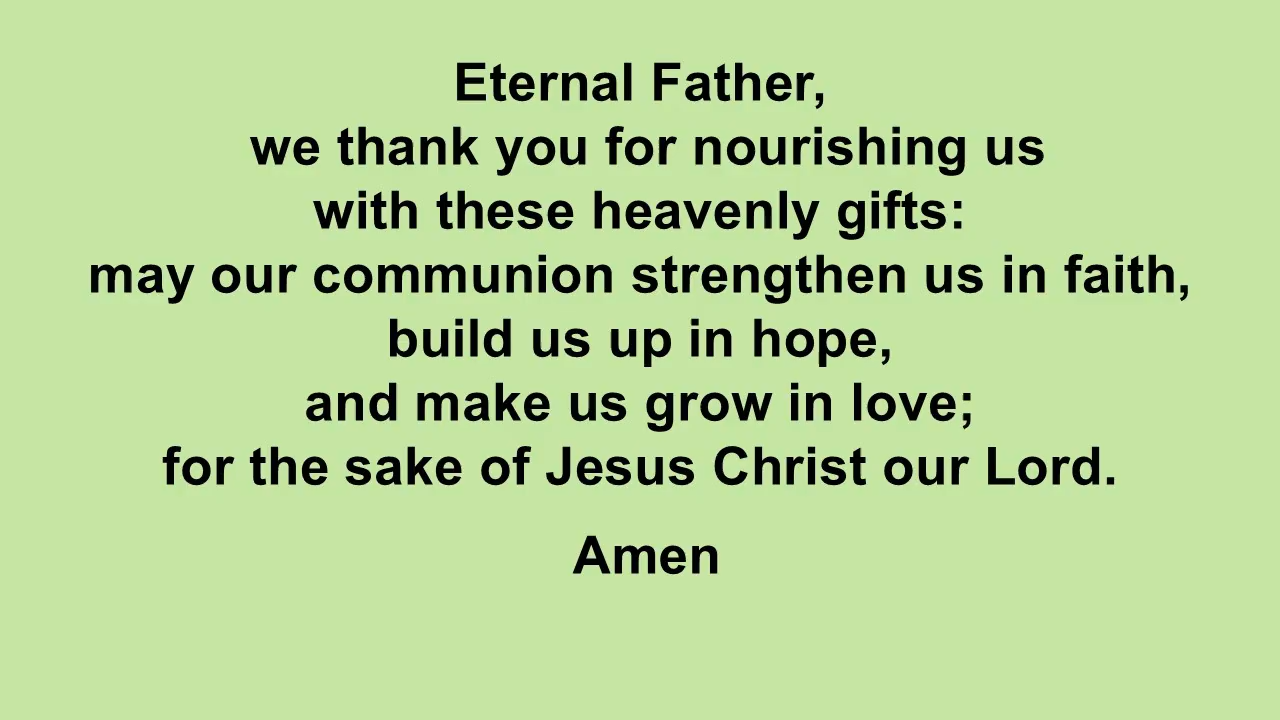 Eternal Father,
we thank you for nourishing us
with these heavenly gifts:
may our communion strengthen us in faith,
build us up in hope,
and make us grow in love;
for the sake of Jesus Christ our Lord.
Amen